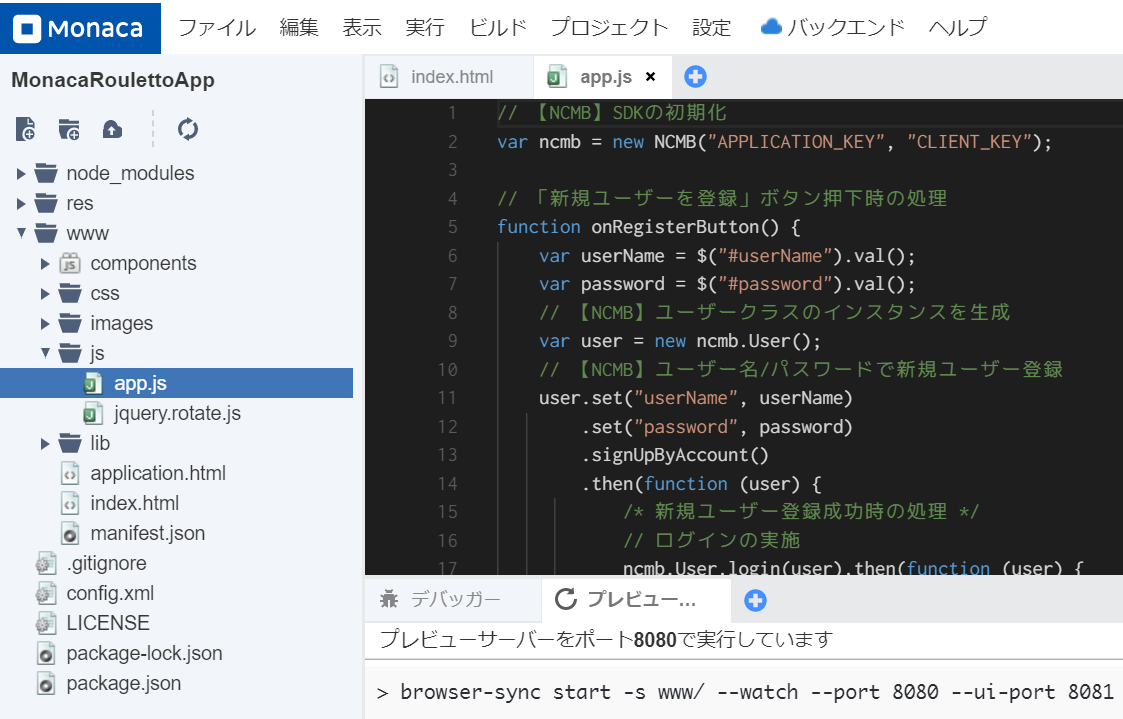 Monaca ファイル 編集 表示 実行 ビルド プロジェクト 設定 バックエンド ヘルプ
MonacaRoulettoApp
node_modules
res
www
components
css
images
js
app.js
jquery.rotate.js
lib
application.html
index.html
manifest.json
.gitignore
config.xml
LICENSE
package-lock.json
package.json
index.html app.js ×
1 // 【NCMB】SDKの初期化
2 var ncmb = new NCMB("APPLICATION_KEY", "CLIENT_KEY");
3
4 // 「新規ユーザーを登録」ボタン押下時の処理
5 function onRegisterButton() {
6 var userName = $("#userName").val();
7 var password = $("#password").val();
8 // 【NCMB】ユーザークラスのインスタンスを生成
9 var user = new ncmb.User();
10 // 【NCMB】ユーザー名/パスワードで新規ユーザー登録
11 user.set("userName", userName)
12 .set("password", password)
13 .signUpByAccount()
14 .then(function (user) {
15 /* 新規ユーザー登録成功時の処理 */
16 // ログインの実施
17 ncmb.User.login(user).then(function (user) {
デバッガー プレビュー...
プレビューサーバーをポート8080で実行しています
> browser-sync start -s www/ --watch --port 8080 --ui-port 8081